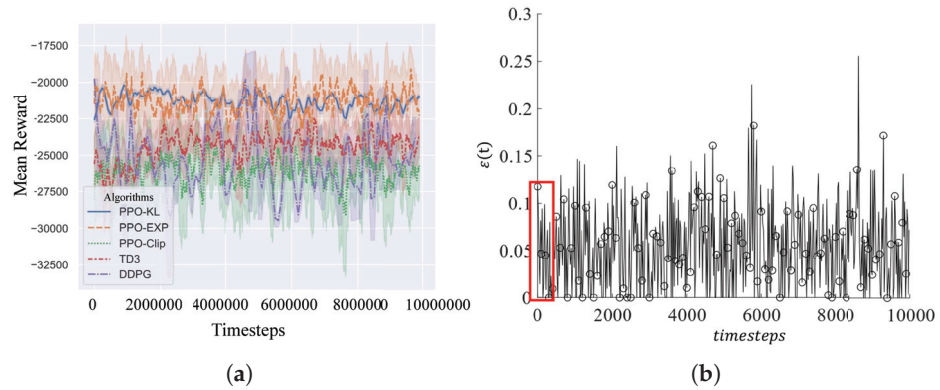 -17500
-20000
-22500
-25000
-27500
-30000
-32500
Mean Reward
Algorithms
PPO-KL
PPO-EXP
PPO-Clip
TD3
DDPG
0 2000000 4000000 6000000 8000000 10000000
Timesteps
(a)
0.3
0.25
0.2
0.15
0.1
0.05
0
ε(t)
0 2000 4000 6000 8000 10000
timesteps
(b)